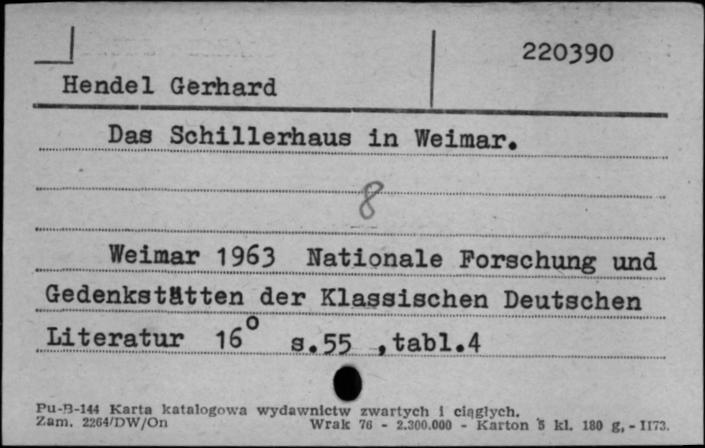 220390
Hendel Gerhard
Das Schillerhaus in Weimar.
8
Weimar 1963 Nationale Forschung und
Gedenkstätten der Klassischen Deutschen
Literatur 16° s.55 ,tabl.4
Pu-B-144 Karta katalogowa wydawnictw zwartych i ciągłych.
Zam. 2264/DW/On Wrak 76 - 2.300.000 - Karton 5 kl. 180 g, - II73.